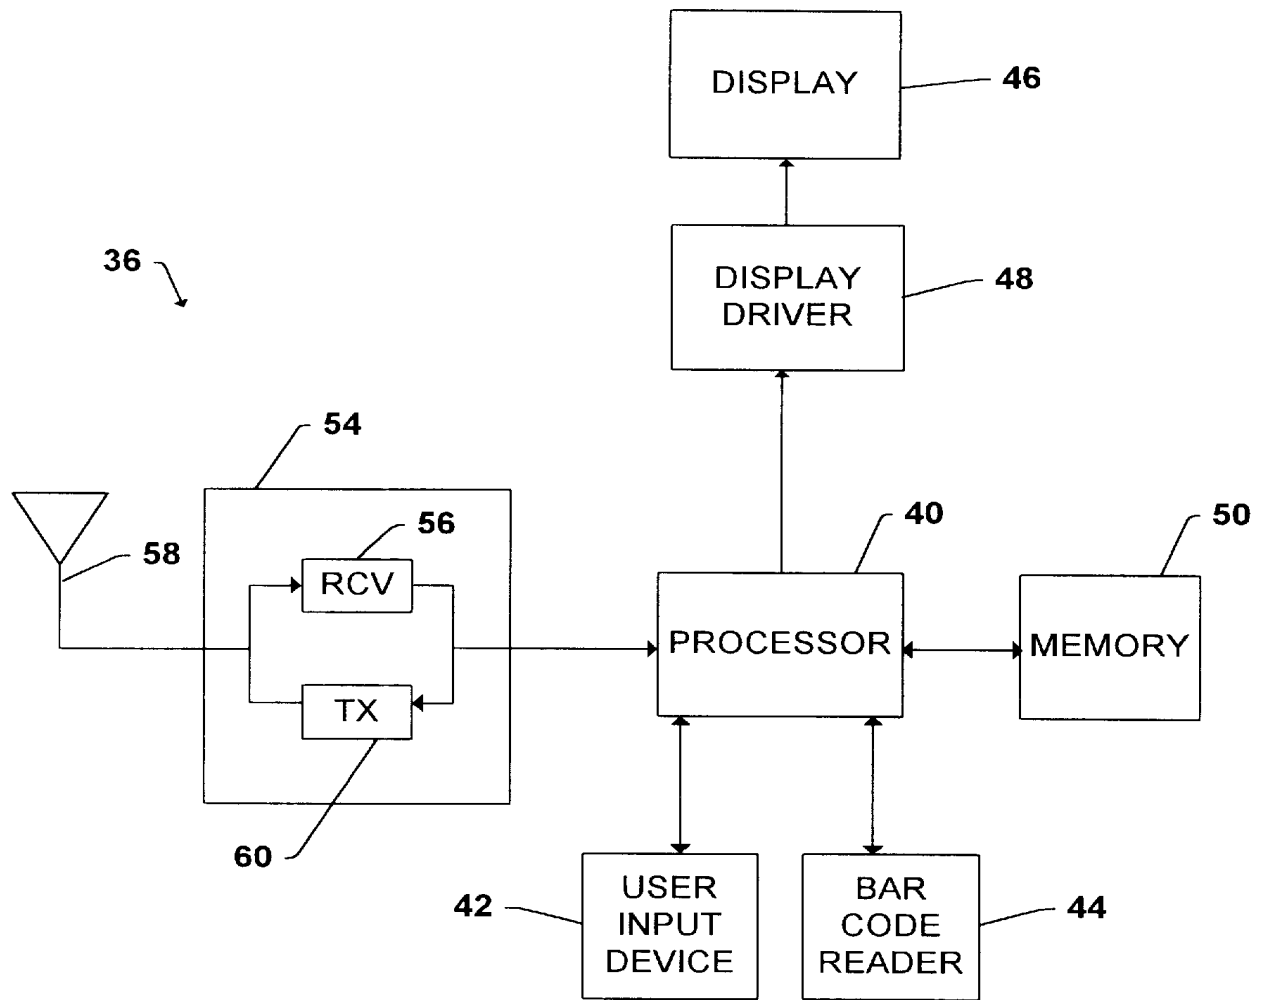 DISPLAY
46
36
DISPLAY
DRIVER
48
54
58
56
RCV
TX
60
40
PROCESSOR
50
MEMORY
42
USER
INPUT
DEVICE
BAR
CODE
READER
44